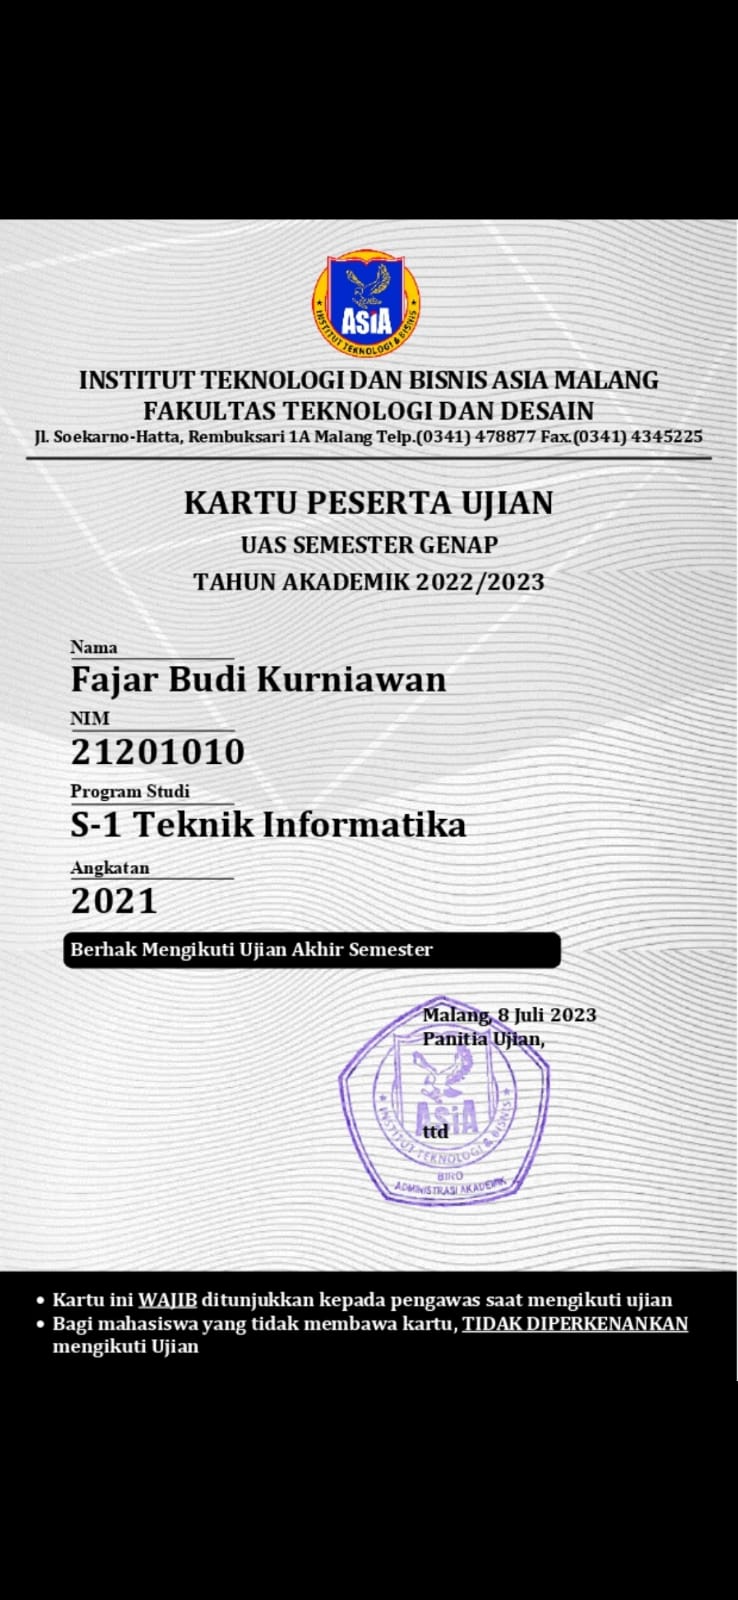 ASiA
INSTITUT TEKNOLOGI & BISNIS
INSTITUT TEKNOLOGI DAN BISNIS ASIA MALANG
FAKULTAS TEKNOLOGI DAN DESAIN
Jl. Soekarno-Hatta, Rembuksari 1A Malang Telp.(0341) 478877 Fax.(0341) 4345225
KARTU PESERTA UJIAN
UAS SEMESTER GENAP
TAHUN AKADEMIK 2022/2023
Nama
Fajar Budi Kurniawan
NIM
21201010
Program Studi
S-1 Teknik Informatika
Angkatan
2021
Berhak Mengikuti Ujian Akhir Semester
Malang, 8 Juli 2023
Panitia Ujian,
ASiA
ttd
INSTITUT TEKNOLOGI & BISNIS
BIRO
ADMINISTRASI AKADEMIK
• Kartu ini WAJIB ditunjukkan kepada pengawas saat mengikuti ujian
• Bagi mahasiswa yang tidak membawa kartu, TIDAK DIPERKENANKAN
mengikuti Ujian